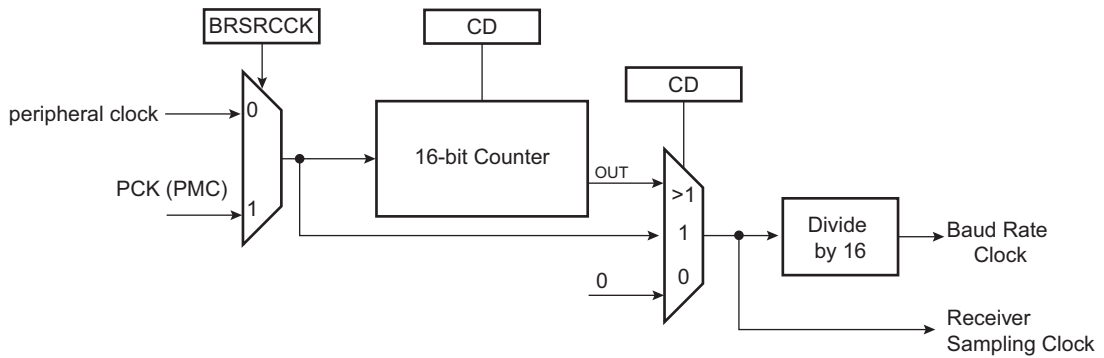 BRSRCCK
CD
CD
peripheral clock
0
16-bit Counter
OUT
PCK (PMC)
1
>1
1
0
0
Divide
by 16
Baud Rate
Clock
Receiver
Sampling Clock